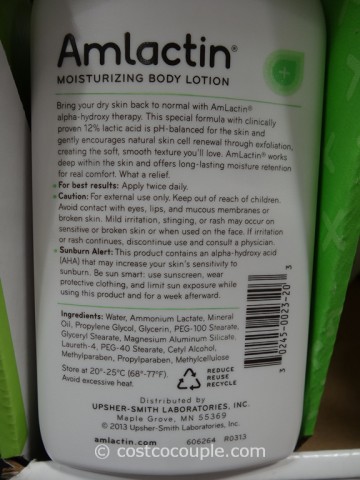 Amlactin®
MOISTURIZING BODY LOTION
Bring your dry skin back to normal with AmLactin®
alpha-hydroxy therapy. This special formula with clinically
proven 12% lactic acid is pH-balanced for the skin and
gently encourages natural skin cell renewal through exfoliation,
creating the soft, smooth texture you'll love. AmLactin® works
deep within the skin and offers long-lasting moisture retention
for real comfort. What a relief.
• For best results: Apply twice daily.
• Caution: For external use only. Keep out of reach of children.
Avoid contact with eyes, lips, and mucous membranes or
broken skin. Mild irritation, stinging, or rash may occur on
sensitive or broken skin or when used on the face. If irritation
or rash continues, discontinue use and consult a physician.
• Sunburn Alert: This product contains an alpha-hydroxy acid
(AHA) that may increase your skin's sensitivity to
sunburn. Be sun smart: use sunscreen, wear
protective clothing, and limit sun exposure while
using this product and for a week afterward.
Ingredients: Water, Ammonium Lactate, Mineral
Oil, Propylene Glycol, Glycerin, PEG-100 Stearate,
Glyceryl Stearate, Magnesium Aluminum Silicate,
Laureth-4, PEG-40 Stearate, Cetyl Alcohol,
Methylparaben, Propylparaben, Methylcellulose
Store at 20°-25°C (68°-77°F).
Avoid excessive heat.
REDUCE
REUSE
RECYCLE
3 0245-0023-20 3
Distributed by
UPSHER-SMITH LABORATORIES, INC.
Maple Grove, MN 55369
© 2013 Upsher-Smith Laboratories, Inc.
amlactin.com 606264 R0313
© costcocouple.com